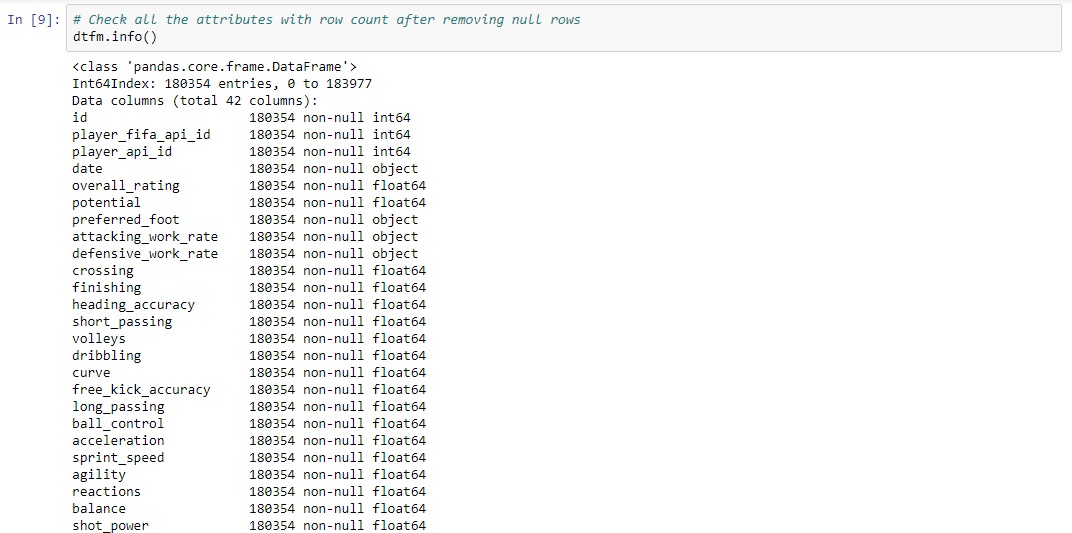 In [9]: # Check all the attributes with row count after removing null rows
dtfm.info()
<class 'pandas.core.frame.DataFrame'>
Int64Index: 180354 entries, 0 to 183977
Data columns (total 42 columns):
id 180354 non-null int64
player_fifa_api_id 180354 non-null int64
player_api_id 180354 non-null int64
date 180354 non-null object
overall_rating 180354 non-null float64
potential 180354 non-null float64
preferred_foot 180354 non-null object
attacking_work_rate 180354 non-null object
defensive_work_rate 180354 non-null object
crossing 180354 non-null float64
finishing 180354 non-null float64
heading_accuracy 180354 non-null float64
short_passing 180354 non-null float64
volleys 180354 non-null float64
dribbling 180354 non-null float64
curve 180354 non-null float64
free_kick_accuracy 180354 non-null float64
long_passing 180354 non-null float64
ball_control 180354 non-null float64
acceleration 180354 non-null float64
sprint_speed 180354 non-null float64
agility 180354 non-null float64
reactions 180354 non-null float64
balance 180354 non-null float64
shot_power 180354 non-null float64